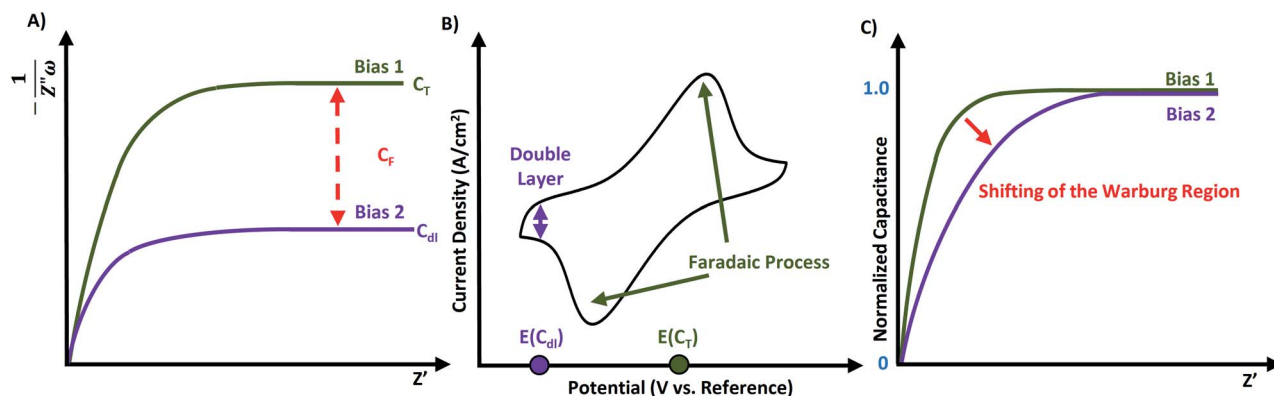 A)
− 1 / Z"ω
Bias 1
C_T
C_F
Bias 2
C_dl
Z'
B)
Current Density (A/cm²)
Double
Layer
Faradaic Process
E(C_dl)
E(C_T)
Potential (V vs. Reference)
C)
Normalized Capacitance
1.0
0
Bias 1
Bias 2
Shifting of the Warburg Region
Z'